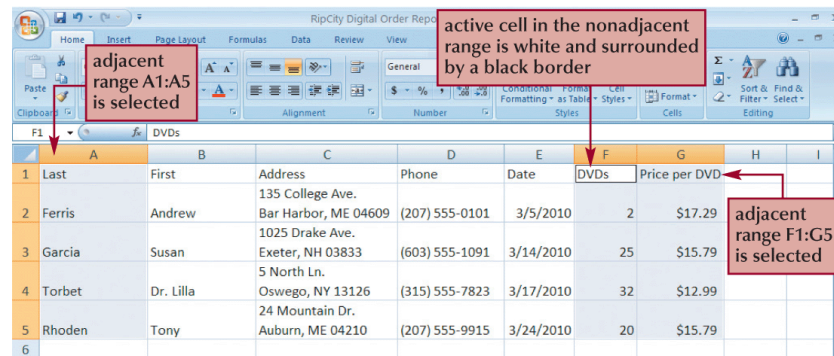 RipCity Digital Order Repo
Home Insert Page Layout Formulas Data Review View
Paste
General
$ % ,
Conditional Format Cell
Formatting as Table Styles
Format
Σ
Sort & Find &
Filter Select
Clipboard Alignment Number Styles Cells Editing
adjacent
range A1:A5
is selected
active cell in the nonadjacent
range is white and surrounded
by a black border
F1 fx DVDs
A B C D E F G H I
1 Last First Address Phone Date DVDs Price per DVD
135 College Ave.
2 Ferris Andrew Bar Harbor, ME 04609 (207) 555-0101 3/5/2010 2 $17.29
1025 Drake Ave.
3 Garcia Susan Exeter, NH 03833 (603) 555-1091 3/14/2010 25 $15.79
5 North Ln.
4 Torbet Dr. Lilla Oswego, NY 13126 (315) 555-7823 3/17/2010 32 $12.99
24 Mountain Dr.
5 Rhoden Tony Auburn, ME 04210 (207) 555-9915 3/24/2010 20 $15.79
6
adjacent
range F1:G5
is selected